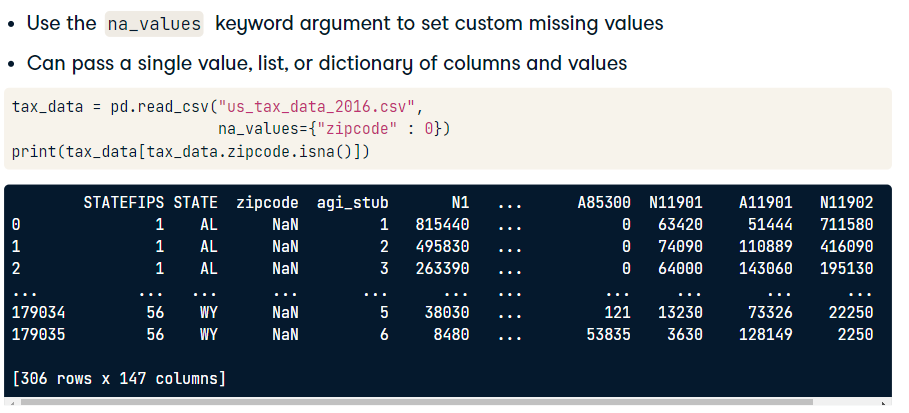 • Use the na_values keyword argument to set custom missing values
• Can pass a single value, list, or dictionary of columns and values
tax_data = pd.read_csv("us_tax_data_2016.csv",
                       na_values={"zipcode" : 0})
print(tax_data[tax_data.zipcode.isna()])
        STATEFIPS STATE  zipcode  agi_stub      N1   ...      A85300  N11901  A11901  N11902
0               1    AL      NaN         1  815440   ...           0   63420   51444  711580
1               1    AL      NaN         2  495830   ...           0   74090  110889  416090
2               1    AL      NaN         3  263390   ...           0   64000  143060  195130
...           ...   ...      ...       ...     ...   ...         ...     ...     ...     ...
179034         56    WY      NaN         5   38030   ...         121   13230   73326   22250
179035         56    WY      NaN         6    8480   ...       53835    3630  128149    2250
[306 rows x 147 columns]